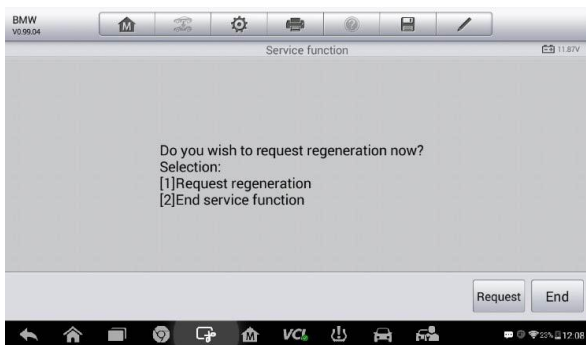 BMW
V0.99.04
Service function
11.87V
Do you wish to request regeneration now?
Selection:
[1]Request regeneration
[2]End service function
Request
End
VCI
23% 12:08